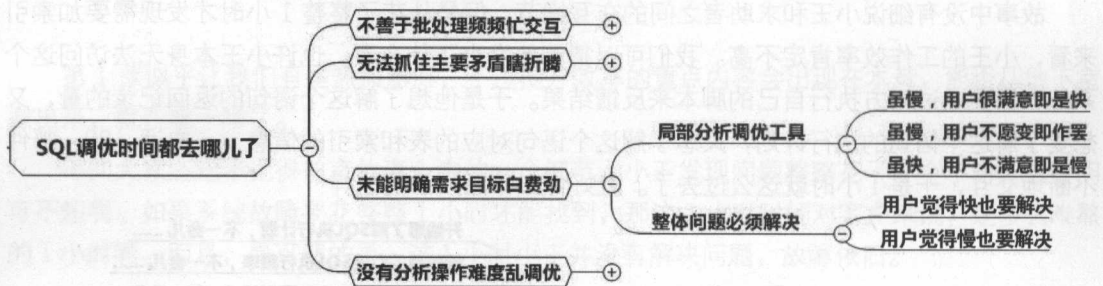 SQL调优时间都去哪儿了
不善于批处理频频忙交互
无法抓住主要矛盾瞎折腾
未能明确需求目标白费劲
局部分析调优工具
虽慢，用户很满意即是快
虽慢，用户不愿变即作罢
虽快，用户不满意即是慢
整体问题必须解决
用户觉得快也要解决
用户觉得慢也要解决
没有分析操作难度乱调优